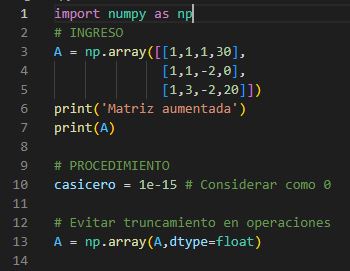 1 import numpy as np
2 # INGRESO
3 A = np.array([[1,1,1,30],
4 [1,1,-2,0],
5 [1,3,-2,20]])
6 print('Matriz aumentada')
7 print(A)
8
9 # PROCEDIMIENTO
10 casicero = 1e-15 # Considerar como 0
11
12 # Evitar truncamiento en operaciones
13 A = np.array(A,dtype=float)
14